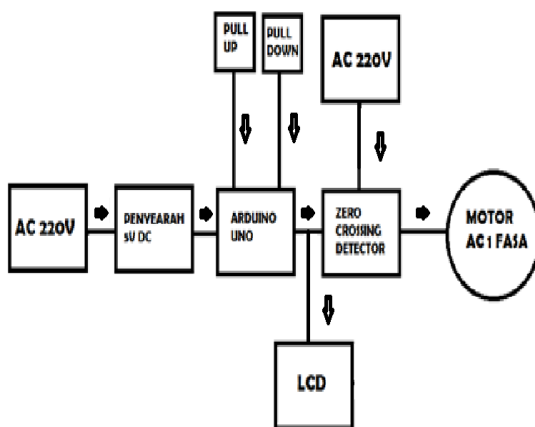 PULL
UP
PULL
DOWN
AC 220V
AC 220V
PENYEARAH
5V DC
ARDUINO
UNO
ZERO
CROSSING
DETECTOR
MOTOR
AC 1 FASA
LCD